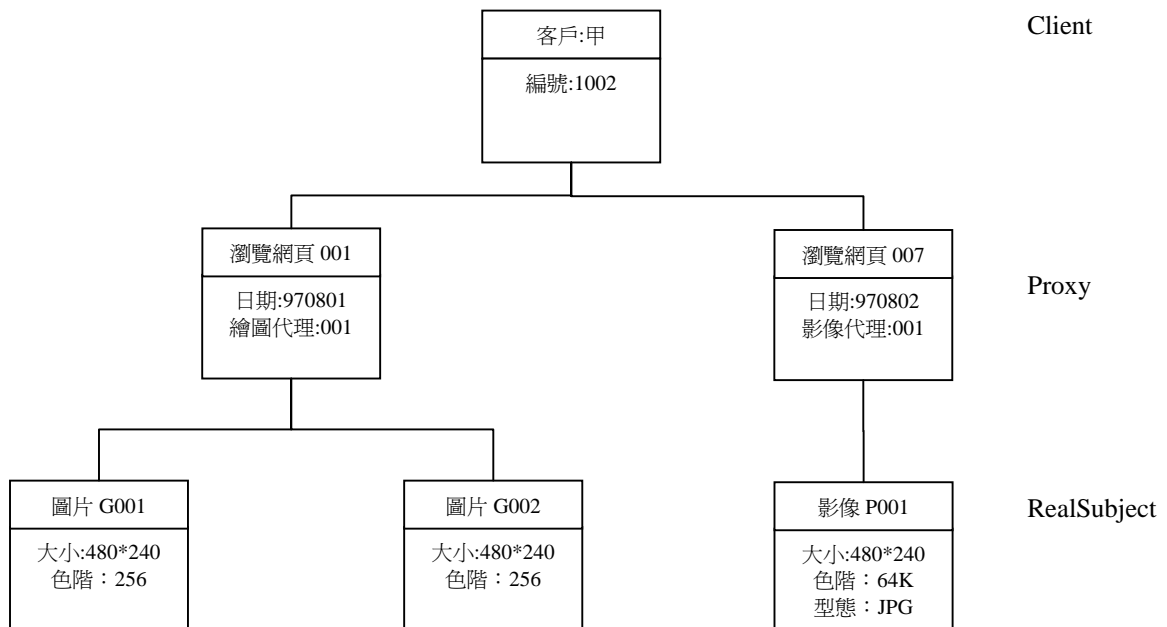 客戶:甲
編號:1002
Client
瀏覽網頁 001
日期:970801
繪圖代理:001
瀏覽網頁 007
日期:970802
影像代理:001
Proxy
圖片 G001
大小:480*240
色階：256
圖片 G002
大小:480*240
色階：256
影像 P001
大小:480*240
色階：64K
型態：JPG
RealSubject